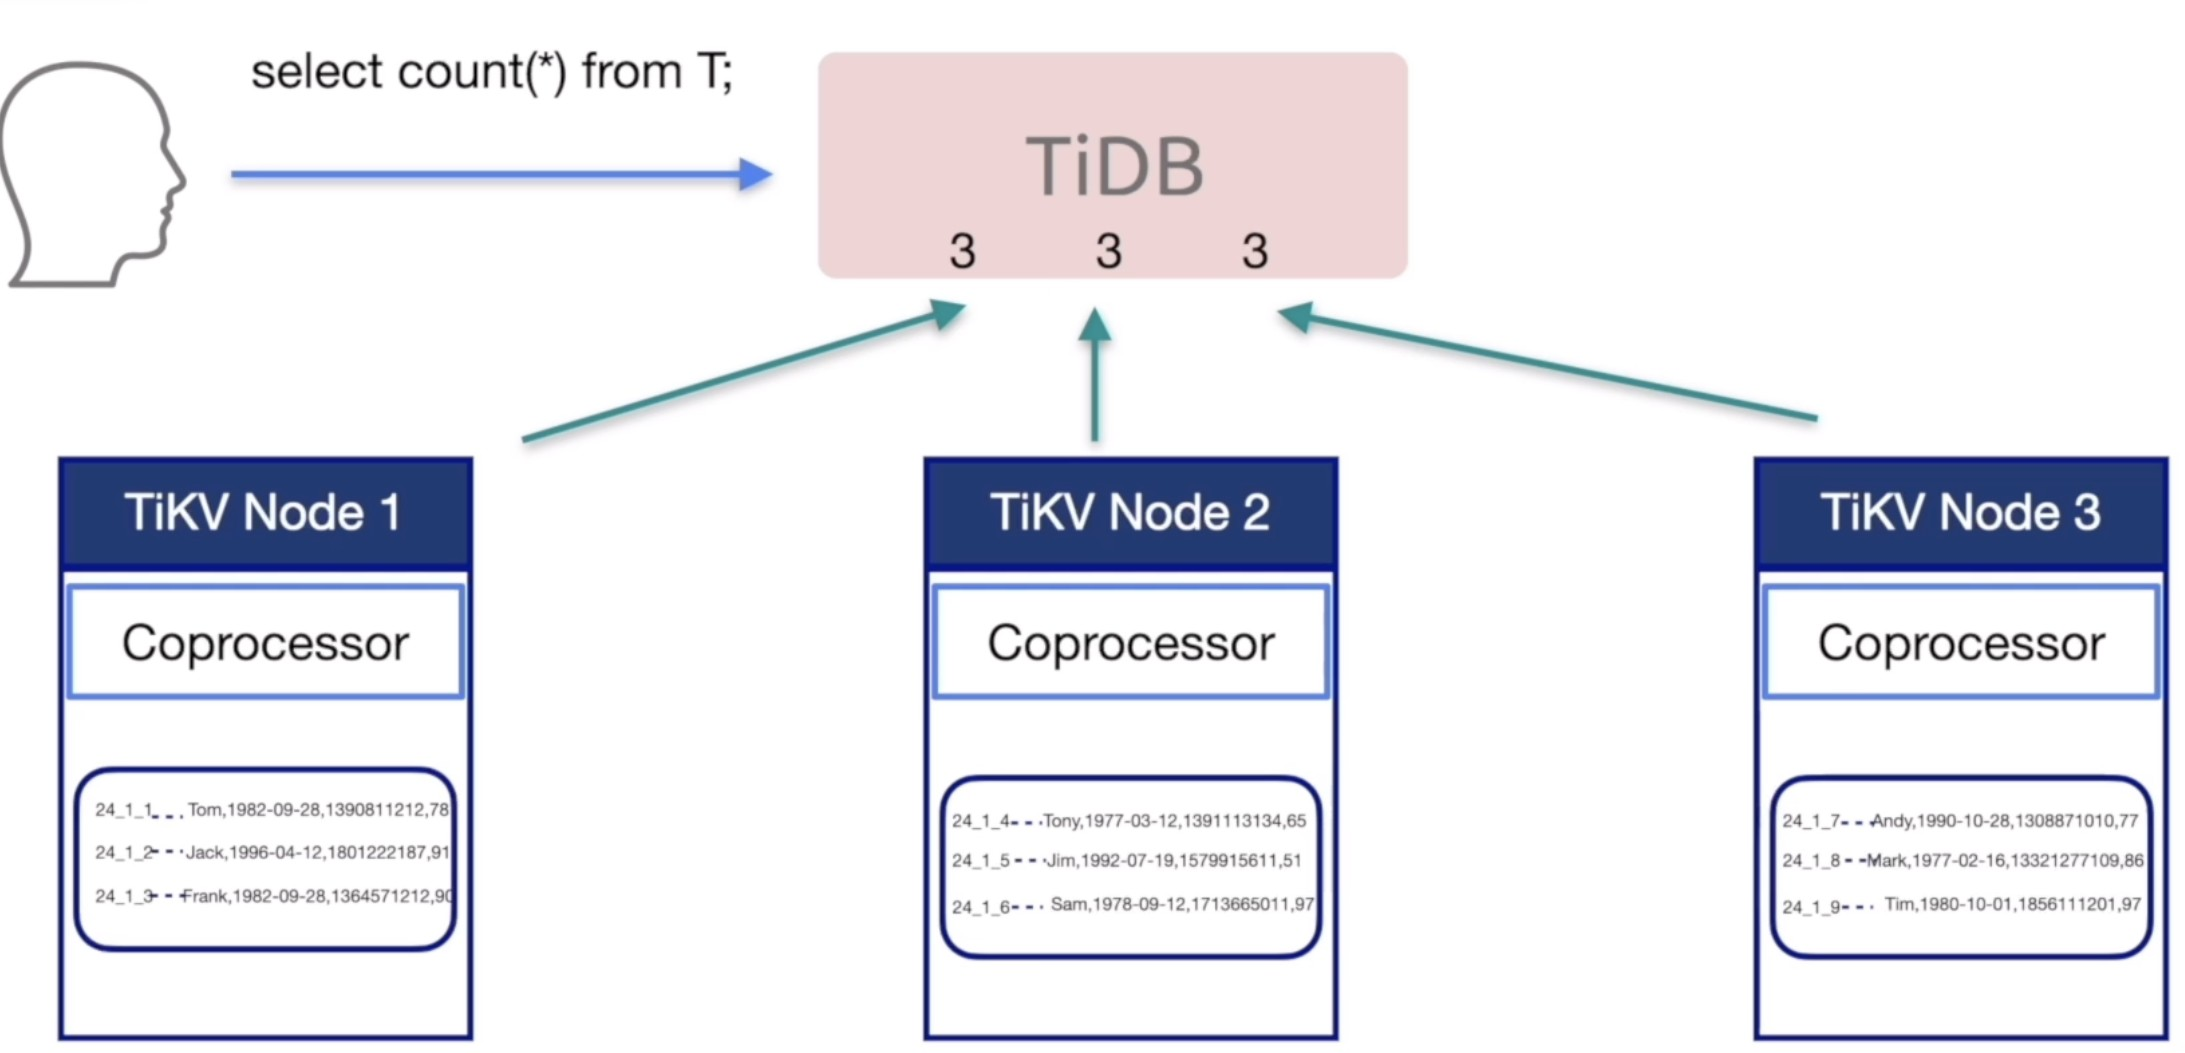 select count(*) from T;
TiDB
3 3 3
TiKV Node 1
Coprocessor
24_1_1 Tom,1982-09-28,1390811212,78
24_1_2 Jack,1996-04-12,1801222187,91
24_1_3 Frank,1982-09-28,1364571212,90
TiKV Node 2
Coprocessor
24_1_4 Tony,1977-03-12,1391113134,65
24_1_5 Jim,1992-07-19,1579915611,51
24_1_6 Sam,1978-09-12,1713665011,97
TiKV Node 3
Coprocessor
24_1_7 Andy,1990-10-28,1308871010,77
24_1_8 Mark,1977-02-16,13321277109,86
24_1_9 Tim,1980-10-01,1856111201,97